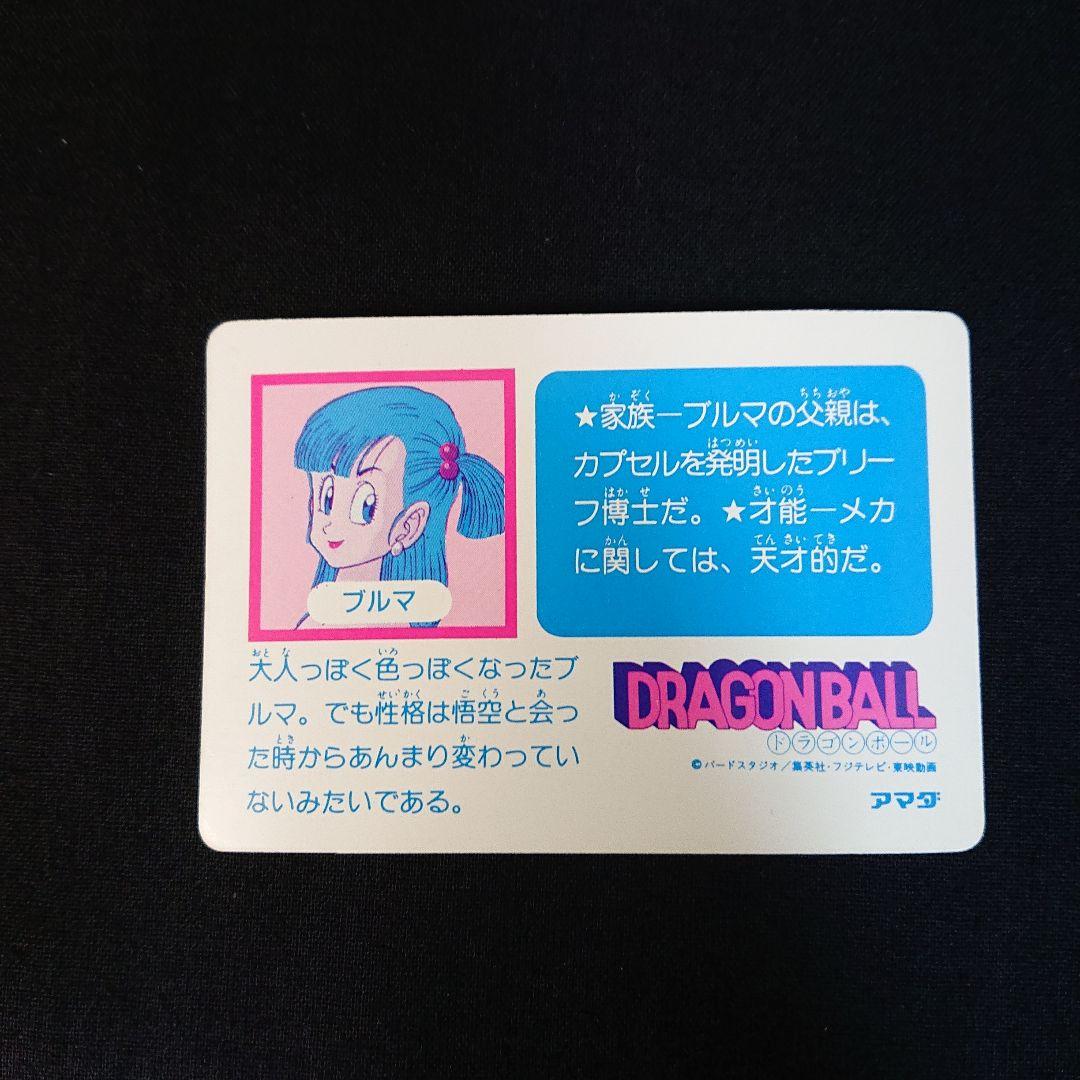 ★家族―ブルマの父親は、
カプセルを発明したブリー
フ博士だ。★才能―メカ
に関しては、天才的だ。
ブルマ
大人っぽく色っぽくなったブ
ルマ。でも性格は悟空と会っ
た時からあんまり変わってい
ないみたいである。
DRAGONBALL
ドラゴンボール
©バードスタジオ/集英社・フジテレビ・東映動画
アマダ